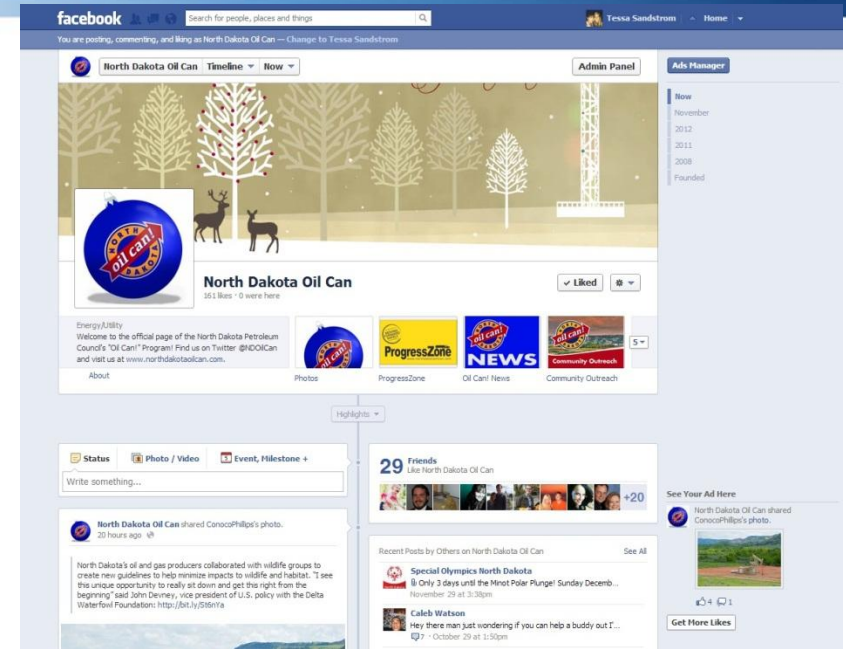 facebook
Search for people, places and things
Tessa Sandstrom
Home
You are posting, commenting, and liking as North Dakota Oil Can — Change to Tessa Sandstrom
North Dakota Oil Can
Timeline
Now
Admin Panel
Ads Manager
Now
November
2012
2011
2008
Founded
NORTH
oil can!
DAKOTA
North Dakota Oil Can
161 likes · 0 were here
Liked
Energy/Utility
Welcome to the official page of the North Dakota Petroleum
Council's "Oil Can!" Program! Find us on Twitter @NDOilCan
and visit us at www.northdakotaoilcan.com.
About
oil can!
Photos
ProgressZone
ProgressZone
oil can!
NEWS
Oil Can! News
oil can!
Community Outreach
Community Outreach
5
Highlights
Status
Photo / Video
Event, Milestone +
Write something...
29 Friends
Like North Dakota Oil Can
+20
North Dakota Oil Can shared ConocoPhillips's photo.
20 hours ago
North Dakota's oil and gas producers collaborated with wildlife groups to
create new guidelines to help minimize impacts to wildlife and habitat. "I see
this unique opportunity to really sit down and get this right from the
beginning" said John Devney, vice president of U.S. policy with the Delta
Waterfowl Foundation: http://bit.ly/St6nYa
Recent Posts by Others on North Dakota Oil Can
See All
Special Olympics North Dakota
Only 3 days until the Minot Polar Plunge! Sunday Decemb...
November 29 at 3:38pm
Caleb Watson
Hey there man just wondering if you can help a buddy out I'...
7 · October 29 at 1:50pm
See Your Ad Here
North Dakota Oil Can shared
ConocoPhillips's photo.
4
1
Get More Likes